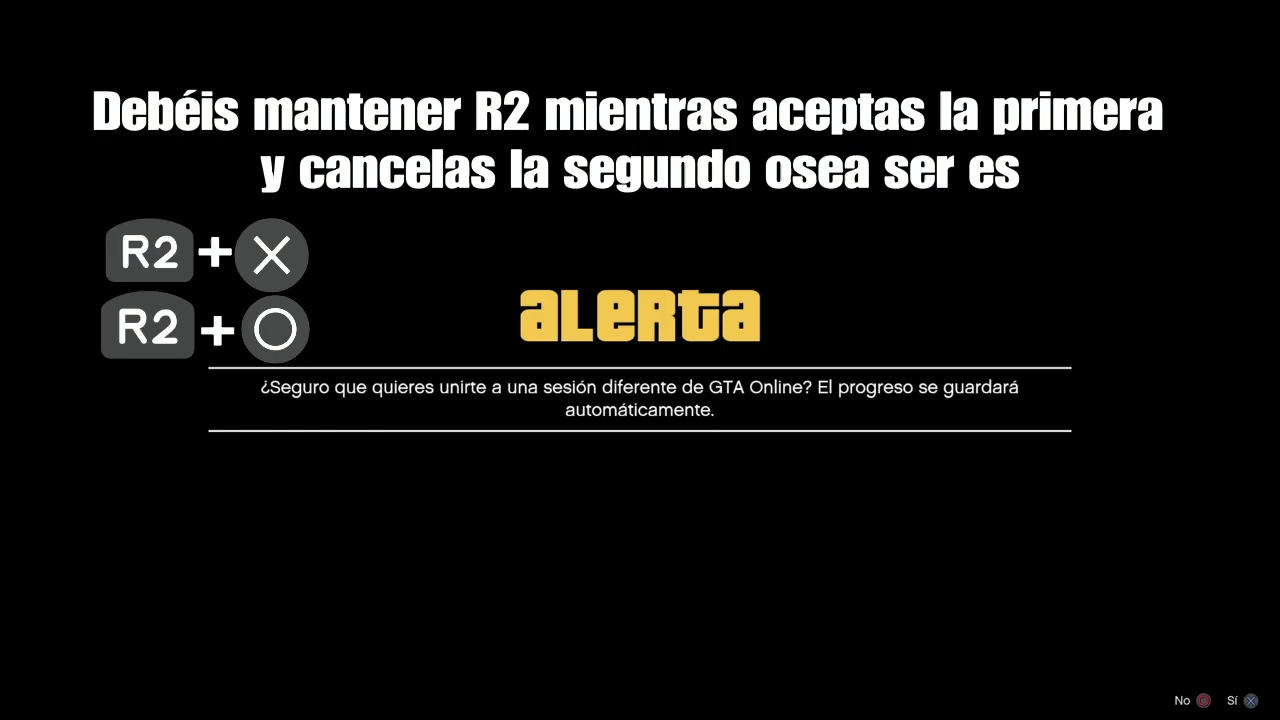 Debéis mantener R2 mientras aceptas la primera
y cancelas la segundo osea ser es
R2 + X
R2 + O
alerta
¿Seguro que quieres unirte a una sesión diferente de GTA Online? El progreso se guardará
automáticamente.
No Sí